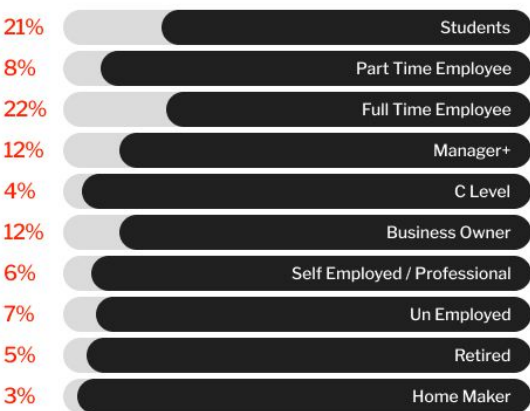 21% Students
8% Part Time Employee
22% Full Time Employee
12% Manager+
4% C Level
12% Business Owner
6% Self Employed / Professional
7% Un Employed
5% Retired
3% Home Maker